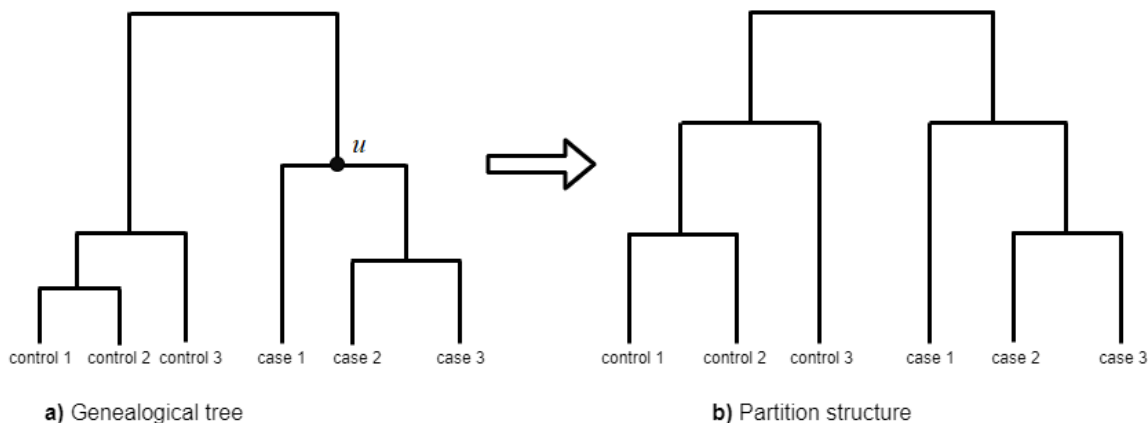 u
control 1 control 2 control 3 case 1 case 2 case 3 control 1 control 2 control 3 case 1 case 2 case 3
a) Genealogical tree b) Partition structure